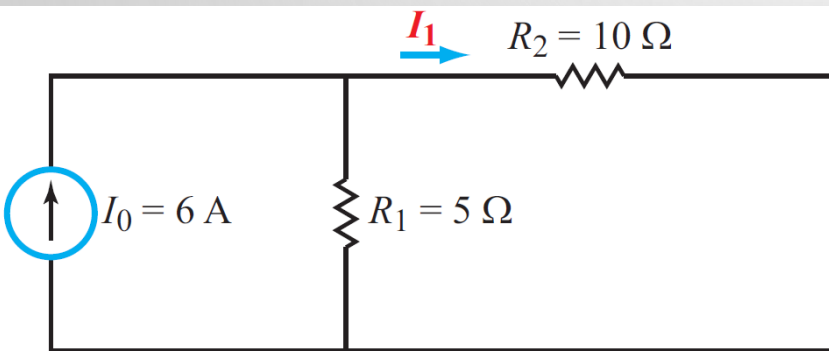 I₁
R₂ = 10 Ω
I₀ = 6 A
R₁ = 5 Ω